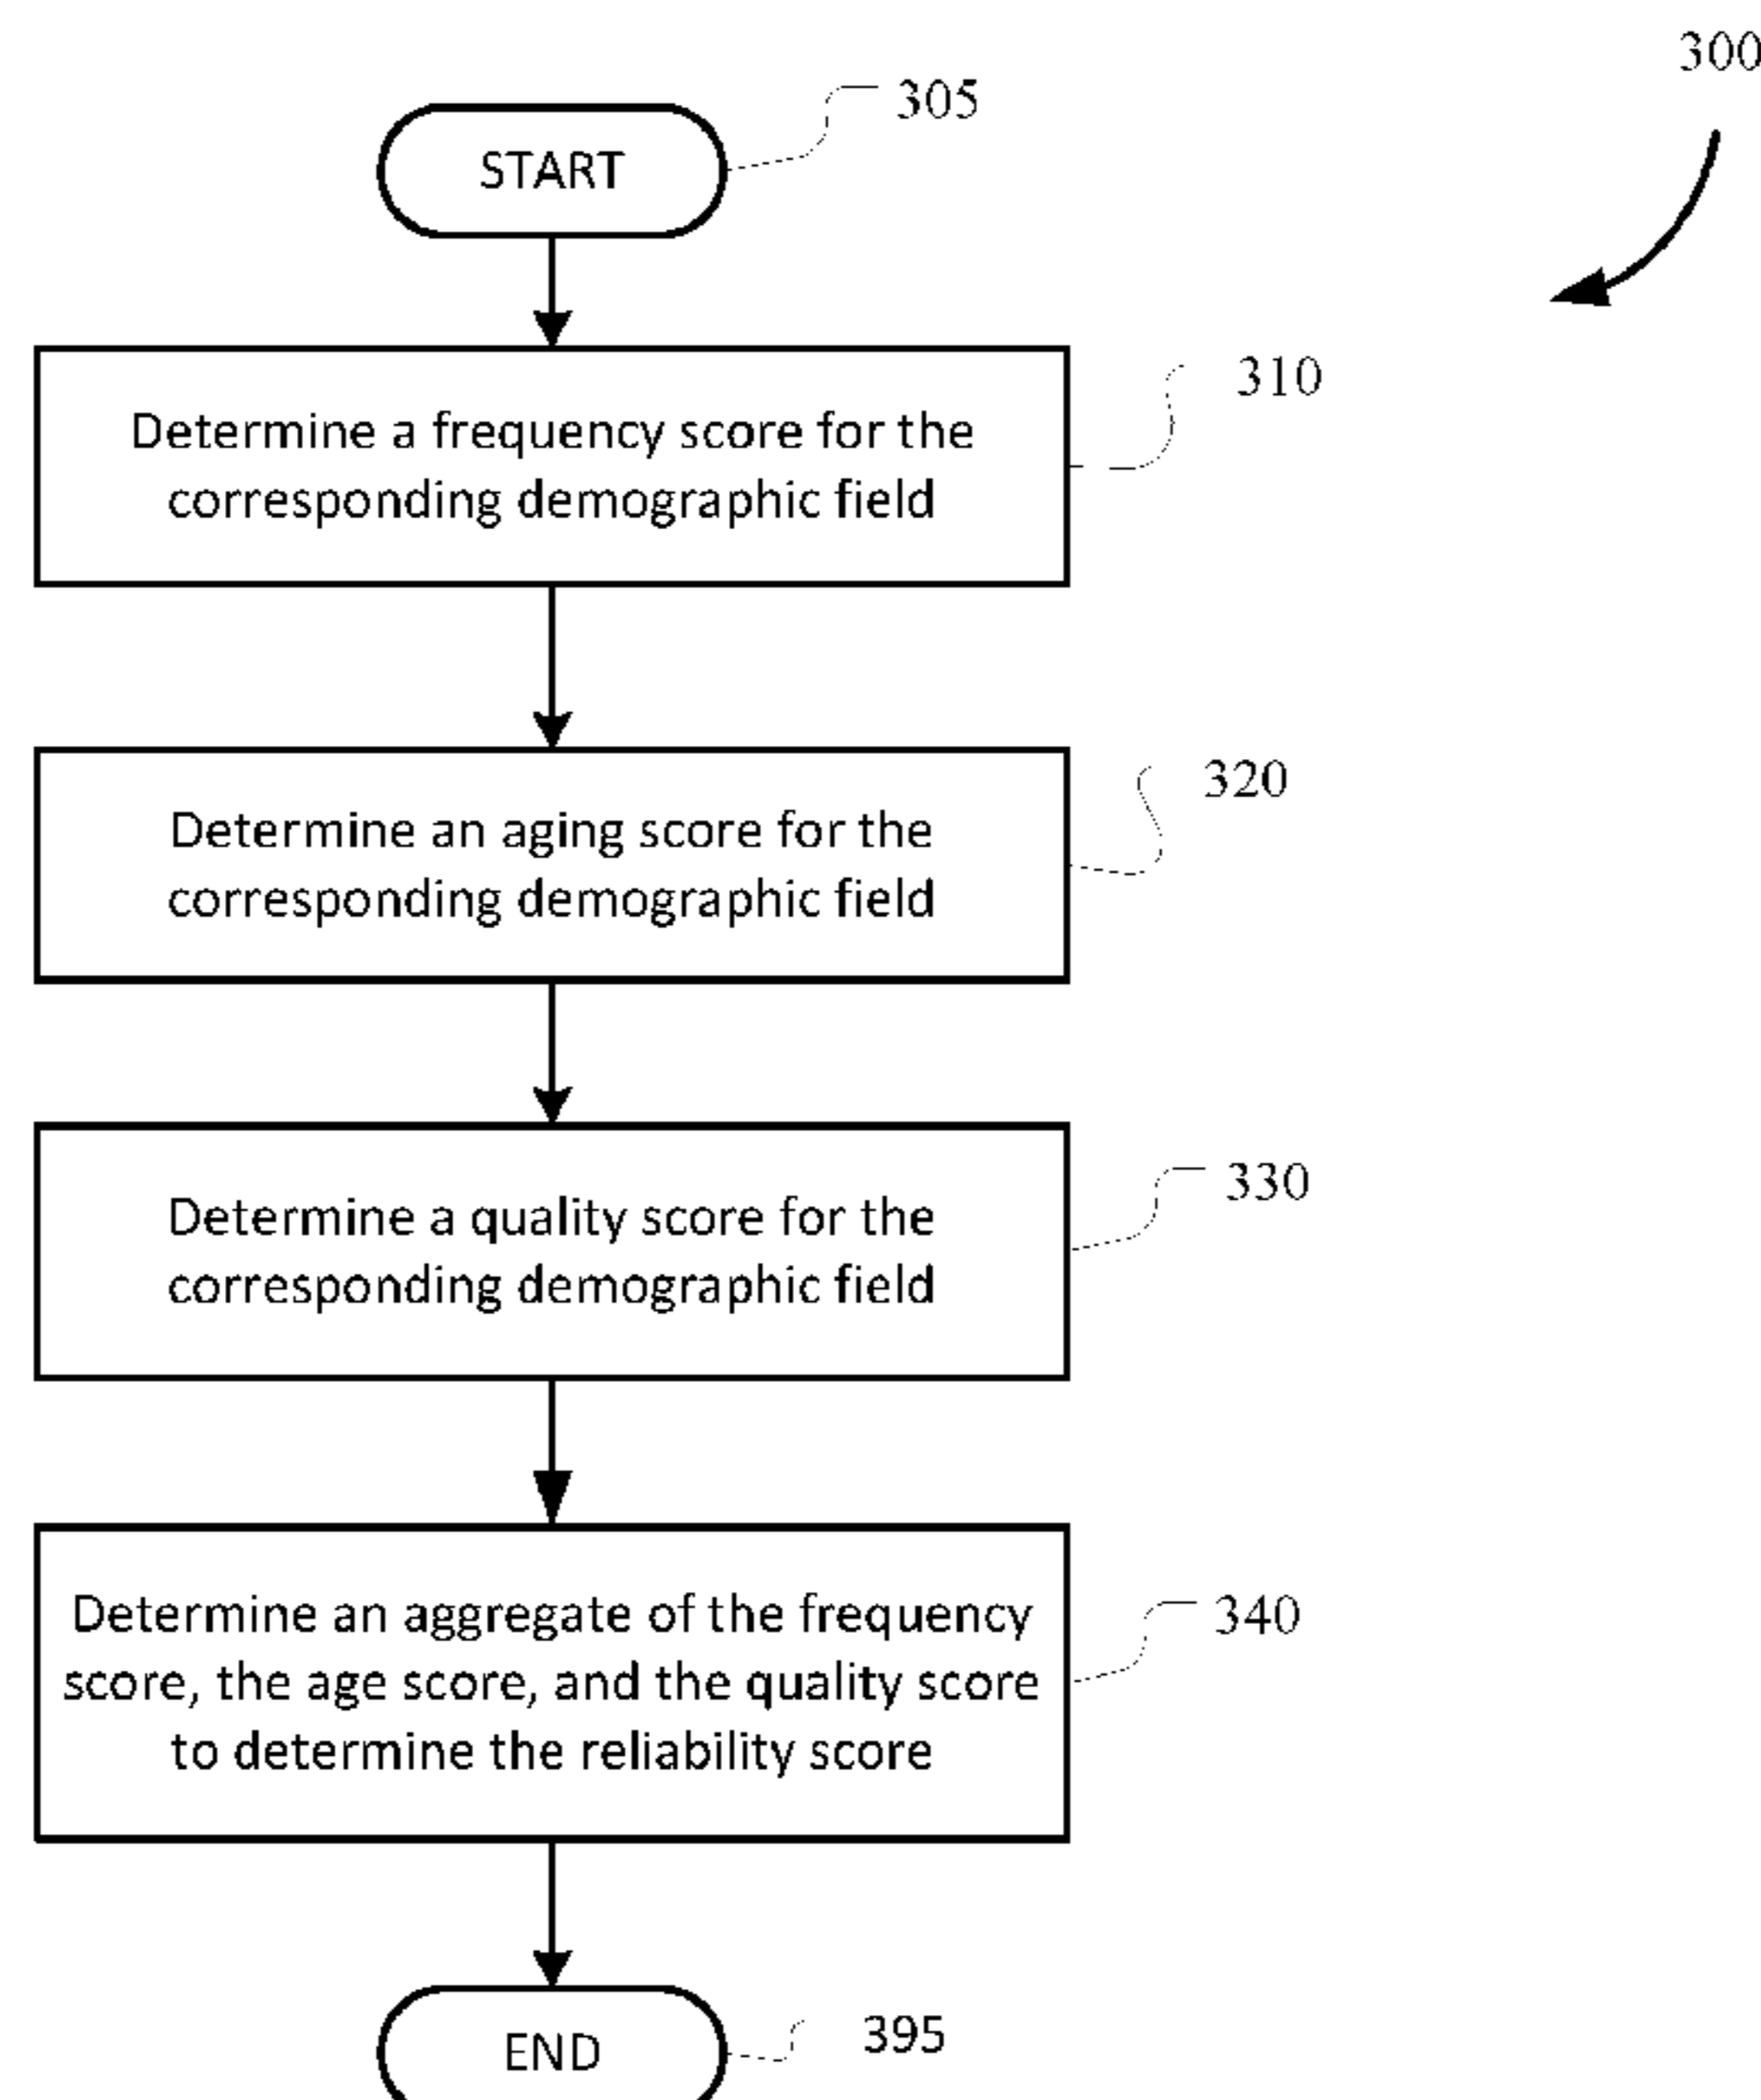 300
START
305
Determine a frequency score for the
corresponding demographic field
310
Determine an aging score for the
corresponding demographic field
320
Determine a quality score for the
corresponding demographic field
330
Determine an aggregate of the frequency
score, the age score, and the quality score
to determine the reliability score
340
END
395